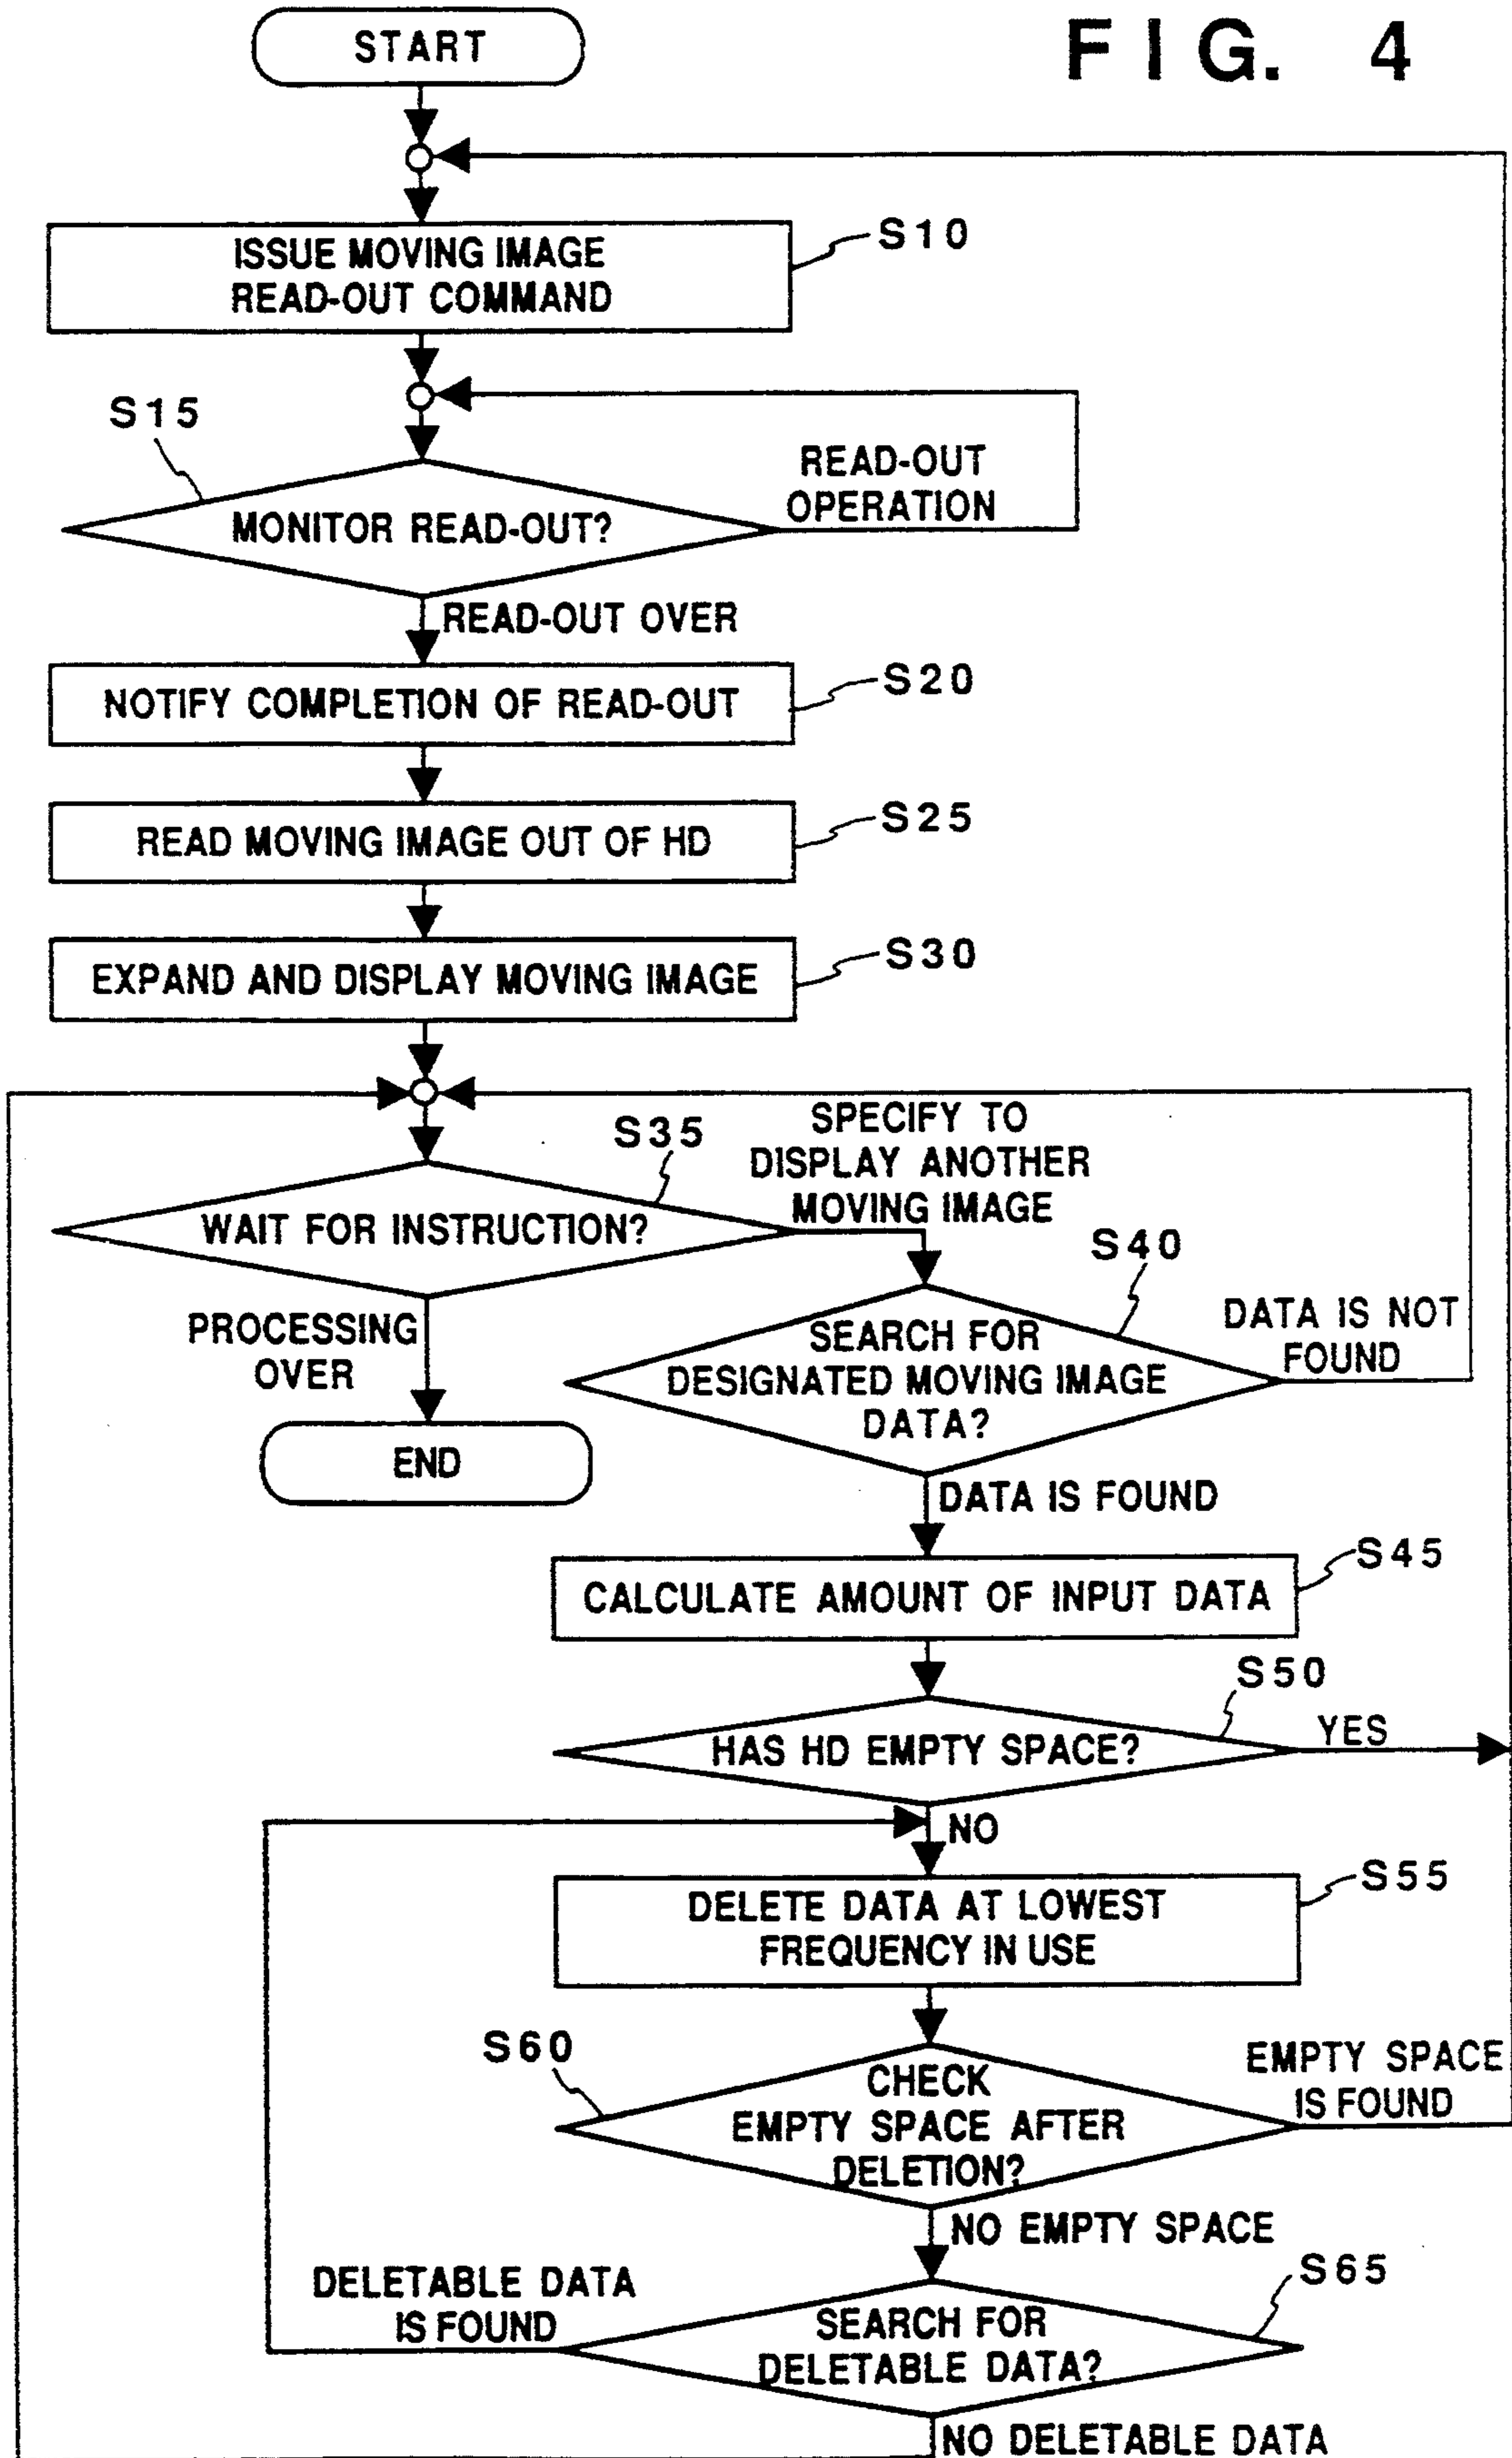 FIG. 4
START
ISSUE MOVING IMAGE
READ-OUT COMMAND
S10
S15
READ-OUT
OPERATION
MONITOR READ-OUT?
READ-OUT OVER
NOTIFY COMPLETION OF READ-OUT
S20
READ MOVING IMAGE OUT OF HD
S25
EXPAND AND DISPLAY MOVING IMAGE
S30
S35
SPECIFY TO
DISPLAY ANOTHER
MOVING IMAGE
WAIT FOR INSTRUCTION?
PROCESSING
OVER
END
S40
SEARCH FOR
DESIGNATED MOVING IMAGE
DATA?
DATA IS NOT
FOUND
DATA IS FOUND
S45
CALCULATE AMOUNT OF INPUT DATA
S50
HAS HD EMPTY SPACE?
YES
NO
S55
DELETE DATA AT LOWEST
FREQUENCY IN USE
S60
CHECK
EMPTY SPACE AFTER
DELETION?
EMPTY SPACE
IS FOUND
NO EMPTY SPACE
S65
DELETABLE DATA
IS FOUND
SEARCH FOR
DELETABLE DATA?
NO DELETABLE DATA